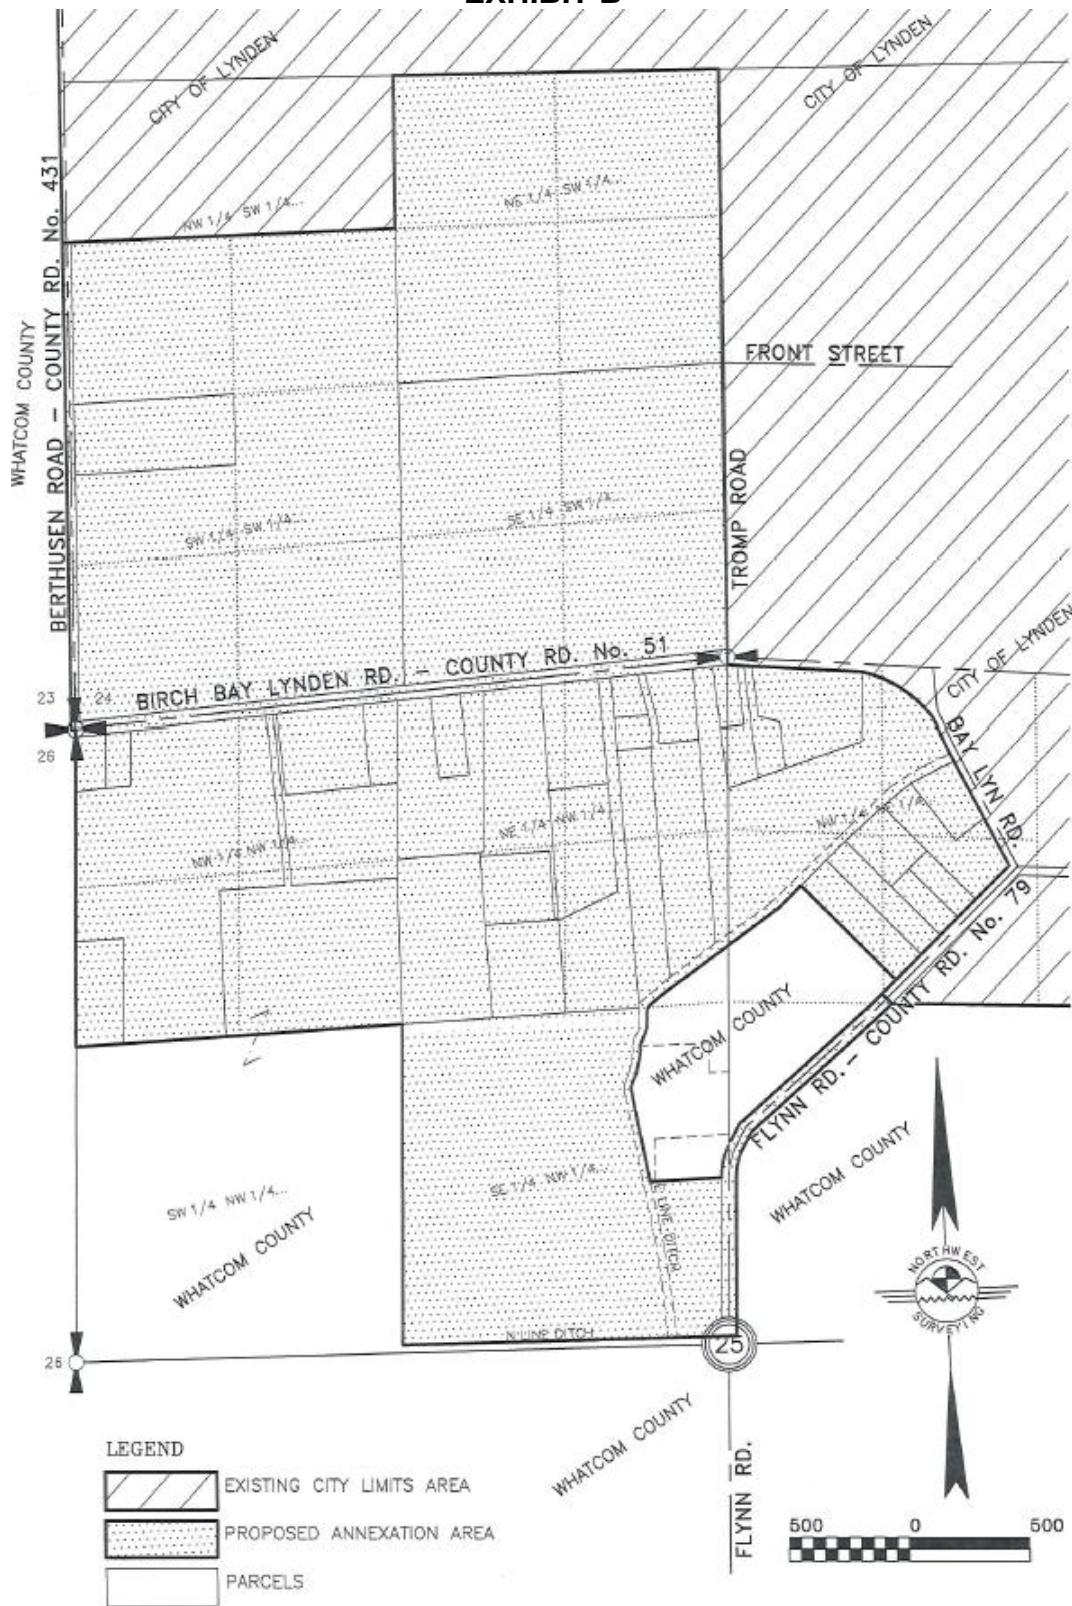 CITY OF LYNDEN
CITY OF LYNDEN
BERTHUSEN ROAD – COUNTY RD. No. 431
WHATCOM COUNTY
NW 1/4 SW 1/4...
NE 1/4 SW 1/4...
FRONT STREET
SW 1/4 SW 1/4...
SE 1/4 SW 1/4...
TROMP ROAD
CITY OF LYNDEN
BIRCH BAY LYNDEN RD. – COUNTY RD. No. 51
23
24
26
BAY LYN RD.
NW 1/4 NW 1/4...
NE 1/4 NW 1/4...
NW 1/4 NE 1/4...
WHATCOM COUNTY
FLYNN RD. – COUNTY RD. No. 79
WHATCOM COUNTY
SW 1/4 NW 1/4...
SE 1/4 NW 1/4...
WHATCOM COUNTY
LINE DITCH
N LINE DITCH
NORTHWEST
SURVEYING
26
25
WHATCOM COUNTY
FLYNN RD.
LEGEND
EXISTING CITY LIMITS AREA
PROPOSED ANNEXATION AREA
PARCELS
500 0 500